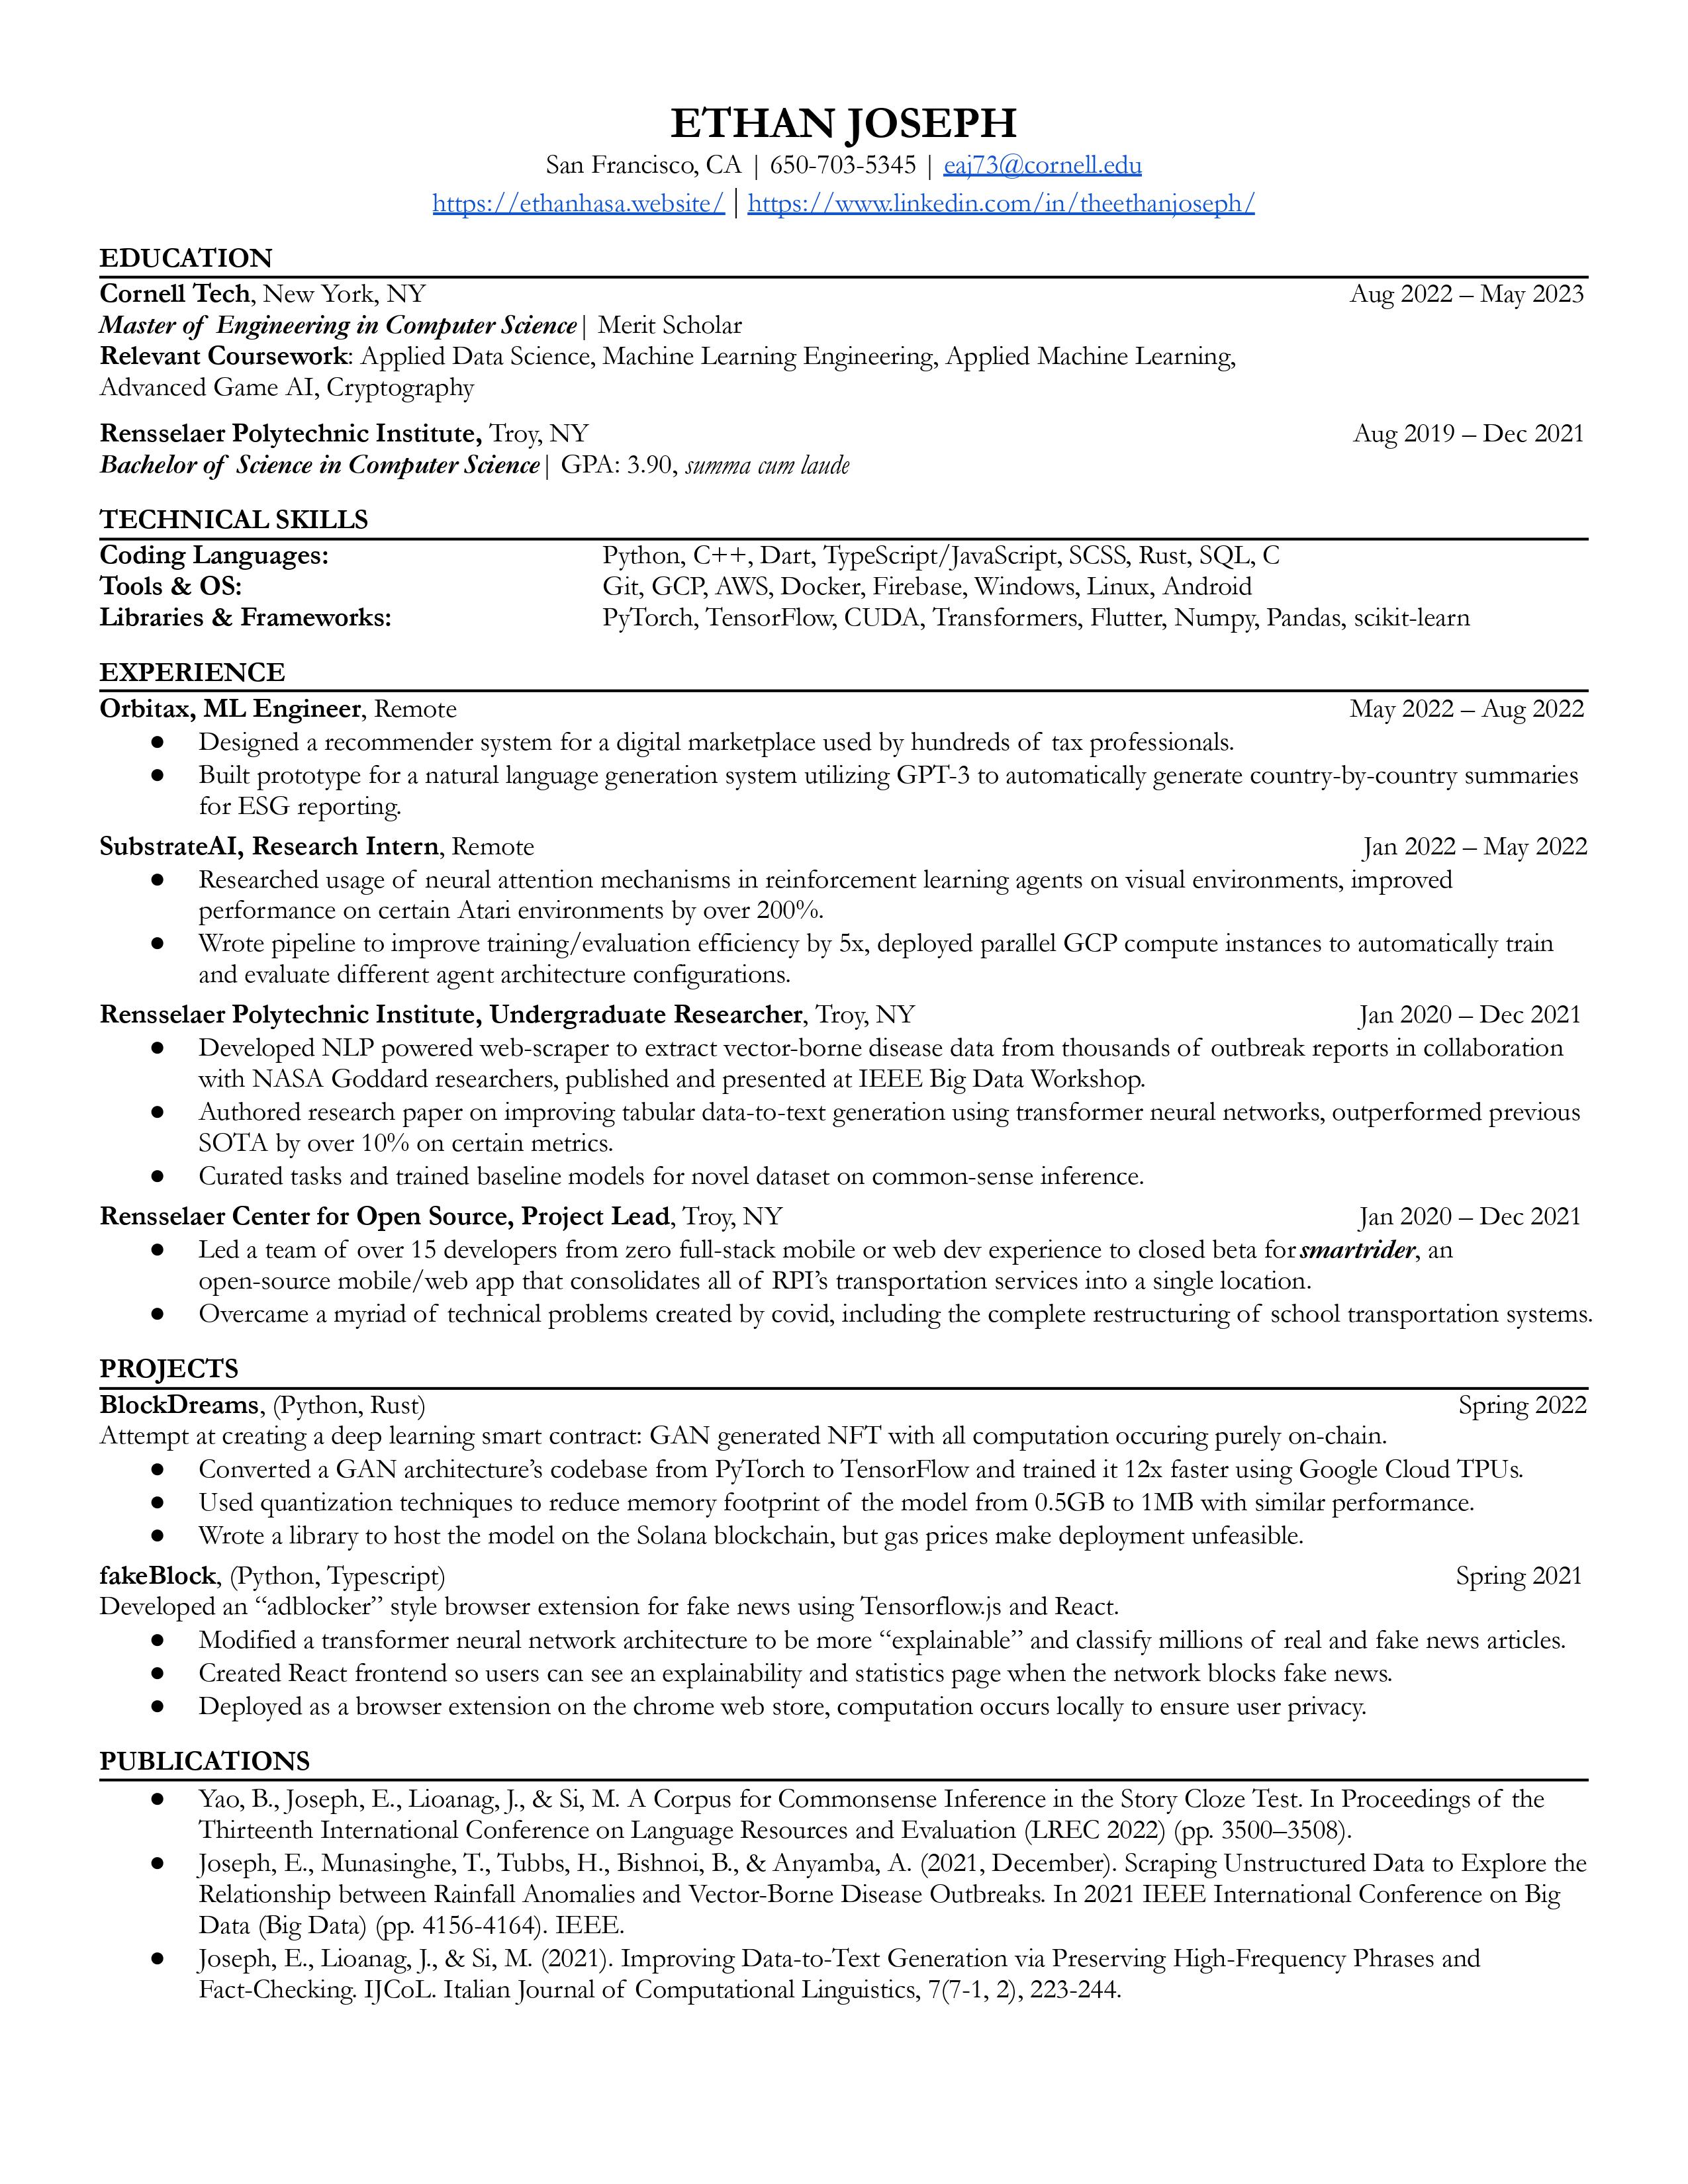 ETHAN JOSEPH
San Francisco, CA | 650-703-5345 | eaj73@cornell.edu
https://ethanhasa.website/ | https://www.linkedin.com/in/theethanjoseph/
EDUCATION
Cornell Tech, New York, NY Aug 2022 – May 2023
Master of Engineering in Computer Science | Merit Scholar
Relevant Coursework: Applied Data Science, Machine Learning Engineering, Applied Machine Learning,
Advanced Game AI, Cryptography
Rensselaer Polytechnic Institute, Troy, NY Aug 2019 – Dec 2021
Bachelor of Science in Computer Science | GPA: 3.90, summa cum laude
TECHNICAL SKILLS
Coding Languages: Python, C++, Dart, TypeScript/JavaScript, SCSS, Rust, SQL, C
Tools & OS: Git, GCP, AWS, Docker, Firebase, Windows, Linux, Android
Libraries & Frameworks: PyTorch, TensorFlow, CUDA, Transformers, Flutter, Numpy, Pandas, scikit-learn
EXPERIENCE
Orbitax, ML Engineer, Remote May 2022 – Aug 2022
● Designed a recommender system for a digital marketplace used by hundreds of tax professionals.
● Built prototype for a natural language generation system utilizing GPT-3 to automatically generate country-by-country summaries
for ESG reporting.
SubstrateAI, Research Intern, Remote Jan 2022 – May 2022
● Researched usage of neural attention mechanisms in reinforcement learning agents on visual environments, improved
performance on certain Atari environments by over 200%.
● Wrote pipeline to improve training/evaluation efficiency by 5x, deployed parallel GCP compute instances to automatically train
and evaluate different agent architecture configurations.
Rensselaer Polytechnic Institute, Undergraduate Researcher, Troy, NY Jan 2020 – Dec 2021
● Developed NLP powered web-scraper to extract vector-borne disease data from thousands of outbreak reports in collaboration
with NASA Goddard researchers, published and presented at IEEE Big Data Workshop.
● Authored research paper on improving tabular data-to-text generation using transformer neural networks, outperformed previous
SOTA by over 10% on certain metrics.
● Curated tasks and trained baseline models for novel dataset on common-sense inference.
Rensselaer Center for Open Source, Project Lead, Troy, NY Jan 2020 – Dec 2021
● Led a team of over 15 developers from zero full-stack mobile or web dev experience to closed beta for smartrider, an
open-source mobile/web app that consolidates all of RPI’s transportation services into a single location.
● Overcame a myriad of technical problems created by covid, including the complete restructuring of school transportation systems.
PROJECTS
BlockDreams, (Python, Rust) Spring 2022
Attempt at creating a deep learning smart contract: GAN generated NFT with all computation occuring purely on-chain.
● Converted a GAN architecture’s codebase from PyTorch to TensorFlow and trained it 12x faster using Google Cloud TPUs.
● Used quantization techniques to reduce memory footprint of the model from 0.5GB to 1MB with similar performance.
● Wrote a library to host the model on the Solana blockchain, but gas prices make deployment unfeasible.
fakeBlock, (Python, Typescript) Spring 2021
Developed an “adblocker” style browser extension for fake news using Tensorflow.js and React.
● Modified a transformer neural network architecture to be more “explainable” and classify millions of real and fake news articles.
● Created React frontend so users can see an explainability and statistics page when the network blocks fake news.
● Deployed as a browser extension on the chrome web store, computation occurs locally to ensure user privacy.
PUBLICATIONS
● Yao, B., Joseph, E., Lioanag, J., & Si, M. A Corpus for Commonsense Inference in the Story Cloze Test. In Proceedings of the
Thirteenth International Conference on Language Resources and Evaluation (LREC 2022) (pp. 3500–3508).
● Joseph, E., Munasinghe, T., Tubbs, H., Bishnoi, B., & Anyamba, A. (2021, December). Scraping Unstructured Data to Explore the
Relationship between Rainfall Anomalies and Vector-Borne Disease Outbreaks. In 2021 IEEE International Conference on Big
Data (Big Data) (pp. 4156-4164). IEEE.
● Joseph, E., Lioanag, J., & Si, M. (2021). Improving Data-to-Text Generation via Preserving High-Frequency Phrases and
Fact-Checking. IJCoL. Italian Journal of Computational Linguistics, 7(7-1, 2), 223-244.